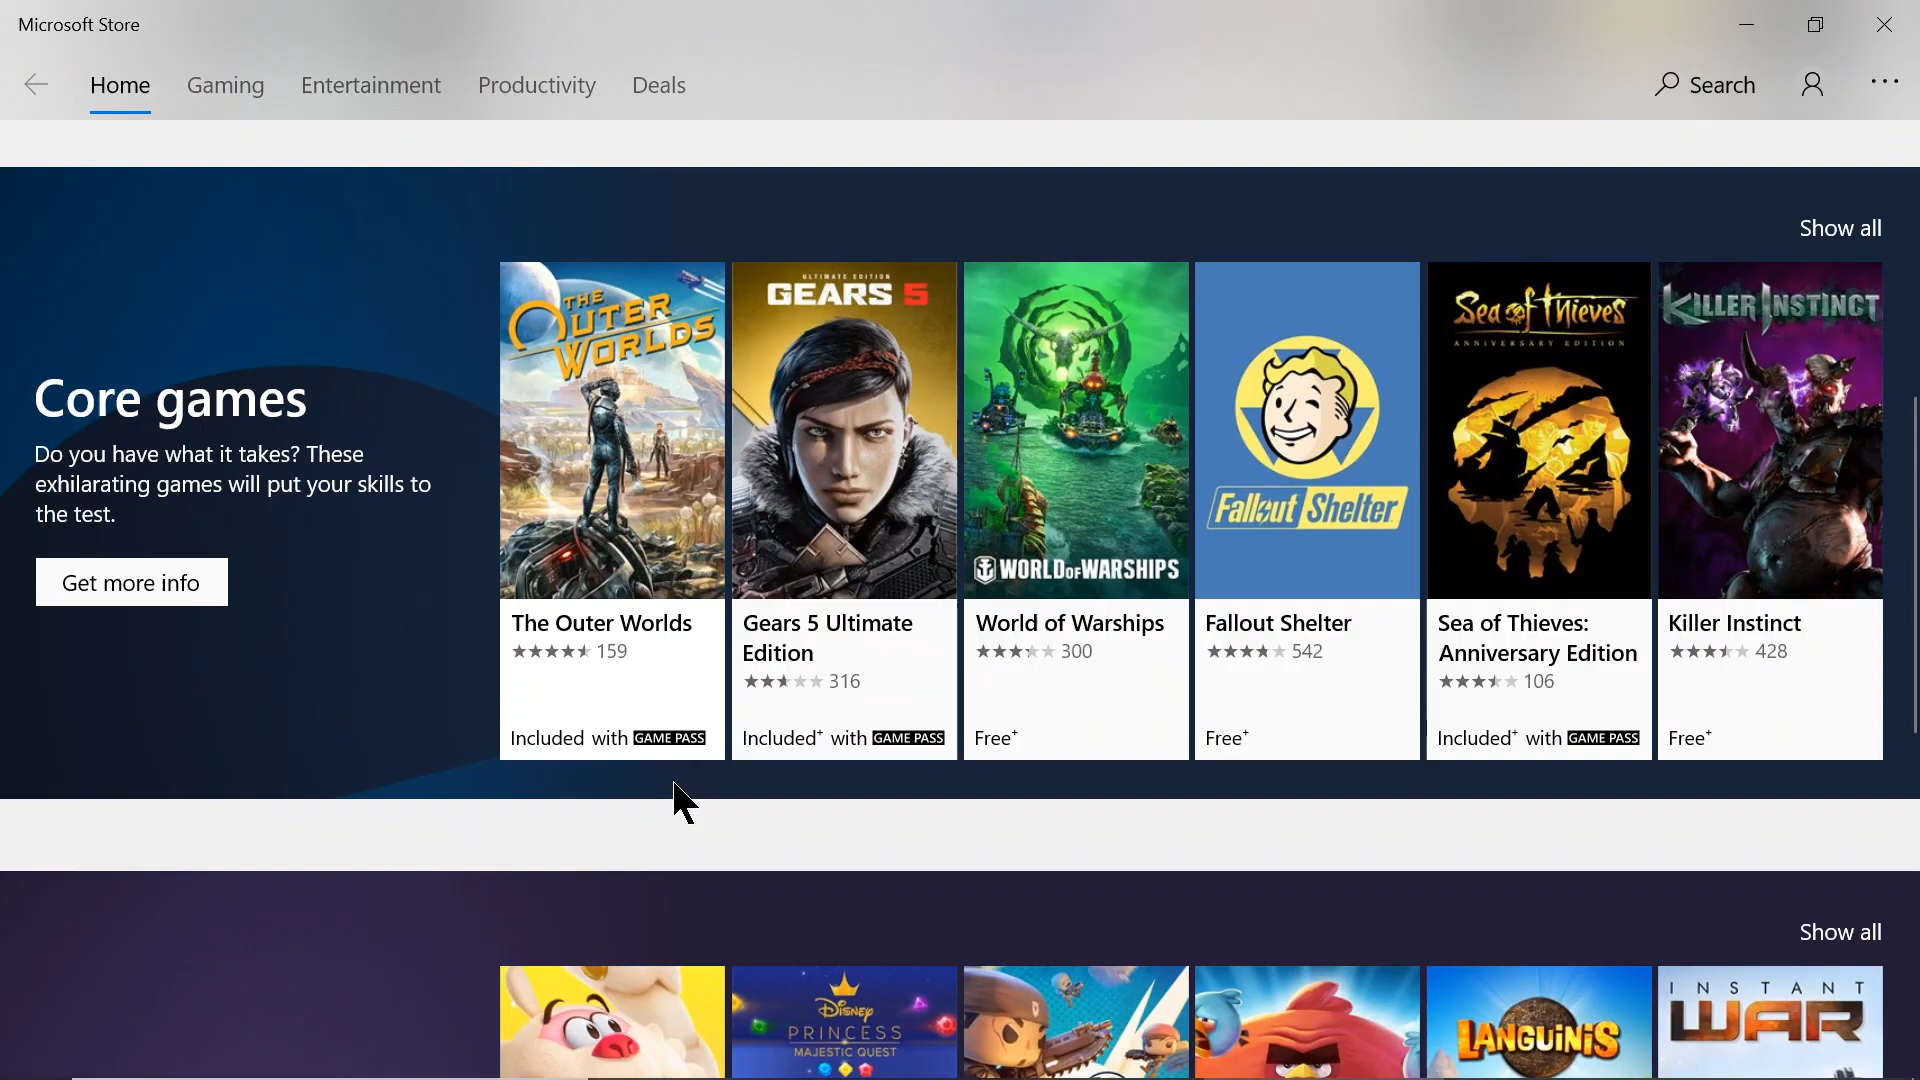 Microsoft Store
Home Gaming Entertainment Productivity Deals Search
Show all
Core games
Do you have what it takes? These
exhilarating games will put your skills to
the test.
Get more info
THE
OUTER
WORLDS
The Outer Worlds
159
Included with GAME PASS
ULTIMATE EDITION
GEARS 5
Gears 5 Ultimate
Edition
316
Included+ with GAME PASS
WORLD OF WARSHIPS
World of Warships
300
Free+
Fallout Shelter
Fallout Shelter
542
Free+
Sea of Thieves
ANNIVERSARY EDITION
Sea of Thieves:
Anniversary Edition
106
Included+ with GAME PASS
KILLER INSTINCT
Killer Instinct
428
Free+
Show all
Disney
PRINCESS
MAJESTIC QUEST
LANGUINIS
INSTANT
WAR